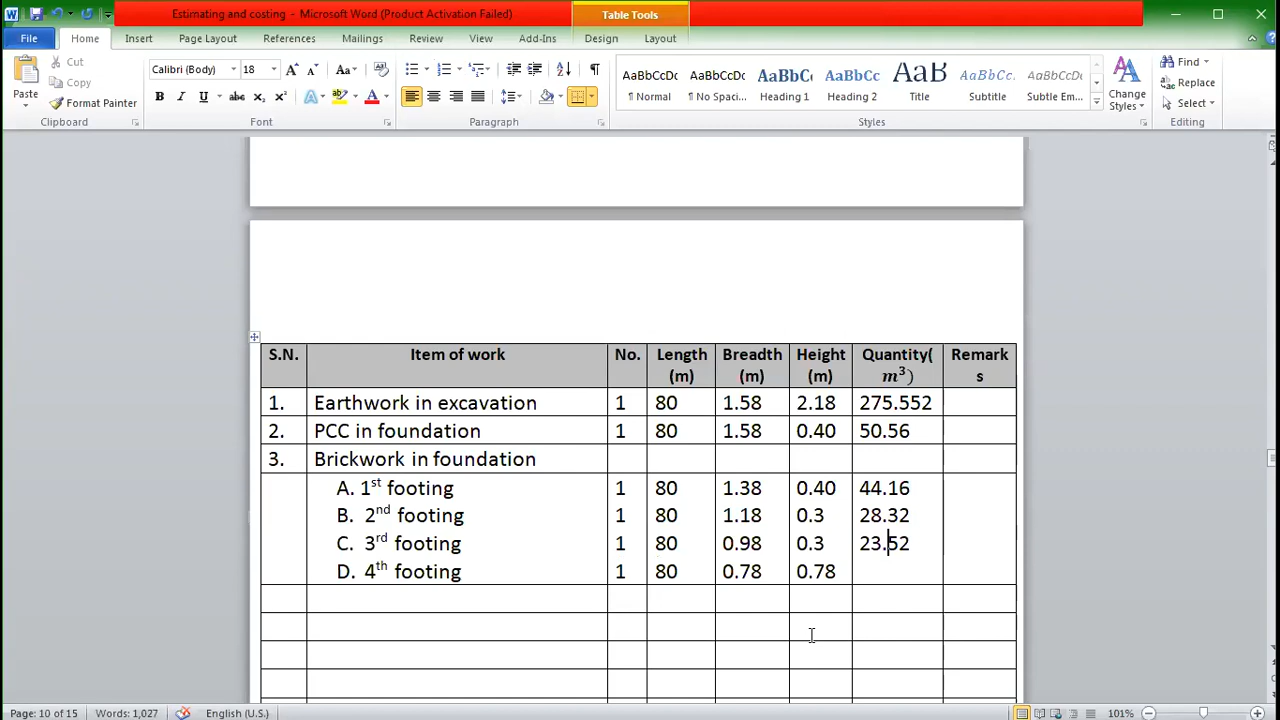 Estimating and costing - Microsoft Word (Product Activation Failed)
Table Tools
File Home Insert Page Layout References Mailings Review View Add-Ins Design Layout
Paste
Cut
Copy
Format Painter
Clipboard
Calibri (Body) 18
B I U abc x₂ x²
Font
Paragraph
AaBbCcDc AaBbCcDc AaBbCc AaBbCc AaB AaBbCcDc AaBbCcDc
¶ Normal ¶ No Spaci... Heading 1 Heading 2 Title Subtitle Subtle Em...
Styles
Change Styles
Find
Replace
Select
Editing
S.N. Item of work No. Length (m) Breadth (m) Height (m) Quantity(m³) Remarks
1. Earthwork in excavation 1 80 1.58 2.18 275.552
2. PCC in foundation 1 80 1.58 0.40 50.56
3. Brickwork in foundation
A. 1st footing 1 80 1.38 0.40 44.16
B. 2nd footing 1 80 1.18 0.3 28.32
C. 3rd footing 1 80 0.98 0.3 23.52
D. 4th footing 1 80 0.78 0.78
Page: 10 of 15 Words: 1,027 English (U.S.) 101%